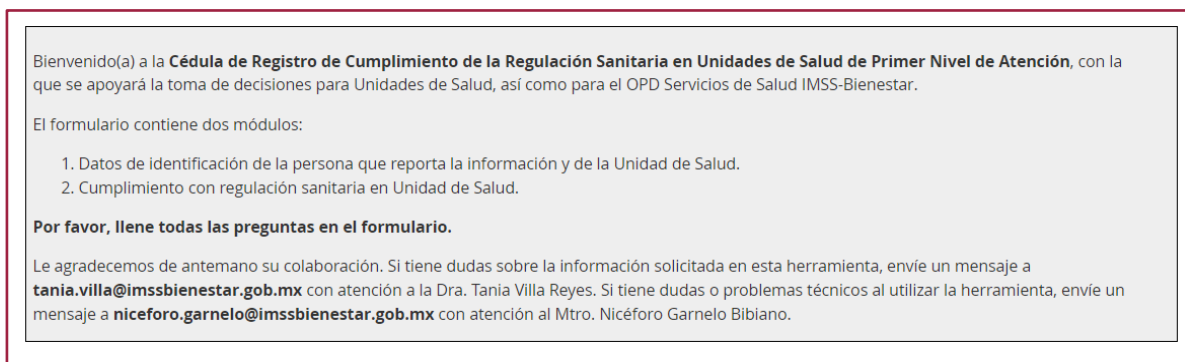 Bienvenido(a) a la Cédula de Registro de Cumplimiento de la Regulación Sanitaria en Unidades de Salud de Primer Nivel de Atención, con la
que se apoyará la toma de decisiones para Unidades de Salud, así como para el OPD Servicios de Salud IMSS-Bienestar.
El formulario contiene dos módulos:
1. Datos de identificación de la persona que reporta la información y de la Unidad de Salud.
2. Cumplimiento con regulación sanitaria en Unidad de Salud.
Por favor, llene todas las preguntas en el formulario.
Le agradecemos de antemano su colaboración. Si tiene dudas sobre la información solicitada en esta herramienta, envíe un mensaje a
tania.villa@imssbienestar.gob.mx con atención a la Dra. Tania Villa Reyes. Si tiene dudas o problemas técnicos al utilizar la herramienta, envíe un
mensaje a niceforo.garnelo@imssbienestar.gob.mx con atención al Mtro. Nicéforo Garnelo Bibiano.